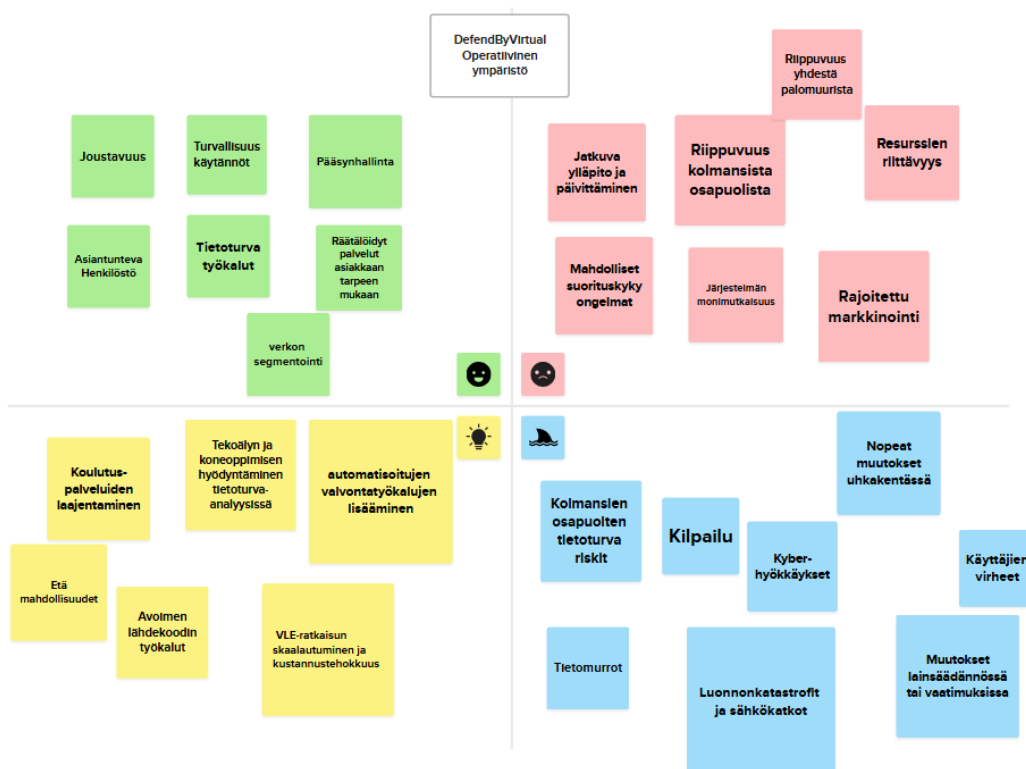 DefendByVirtual
Operatiivinen
ympäristö
Joustavuus
Turvallisuus
käytännöt
Pääsynhallinta
Asiantunteva
Henkilöstö
Tietoturva
työkalut
Räätälöidyt
palvelut
asiakkaan
tarpeen
mukaan
verkon
segmentointi
Riippuvuus
yhdestä
palomuurista
Jatkuva
ylläpito ja
päivittäminen
Riippuvuus
kolmansista
osapuolista
Resurssien
riittävyys
Mahdolliset
suorituskyky
ongelmat
Järjestelmän
monimutkaisuus
Rajoitettu
markkinointi
Koulutus-
palveluiden
laajentaminen
Tekoälyn ja
koneoppimisen
hyödyntäminen
tietoturva-
analyysissä
automatisoitujen
valvontatyökalujen
lisääminen
Etä
mahdollisuudet
Avoimen
lähdekoodin
työkalut
VLE-ratkaisun
skaalautuminen ja
kustannustehokkuus
Nopeat
muutokset
uhkakentässä
Kolmansien
osapuolten
tietoturva
riskit
Kilpailu
Kyber-
hyökkäykset
Käyttäjien
virheet
Tietomurrot
Luonnonkatastrofit
ja sähkökatkot
Muutokset
lainsäädännössä
tai vaatimuksissa